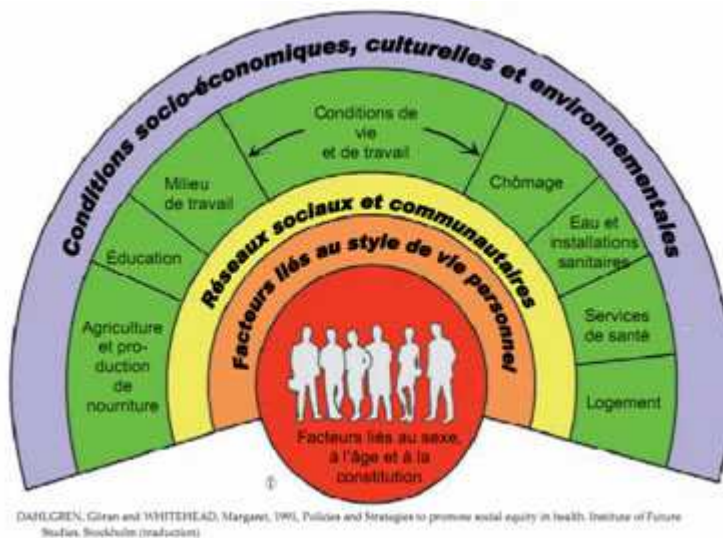 Conditions socio-économiques, culturelles et environnementales
Conditions de
vie
et de travail
Milieu
de travail
Éducation
Agriculture
et pro-
duction
de
nourriture
Chômage
Eau et
installations
sanitaires
Services
de santé
Logement
Réseaux sociaux et communautaires
Facteurs liés au style de vie personnel
Facteurs liés au sexe,
à l'âge et à la
constitution
DAHLGREN, Göran and WHITEHEAD, Margaret, 1991, Policies and Strategies to promote social equity in health. Institute of Future
Studies. Stockholm (traduction)